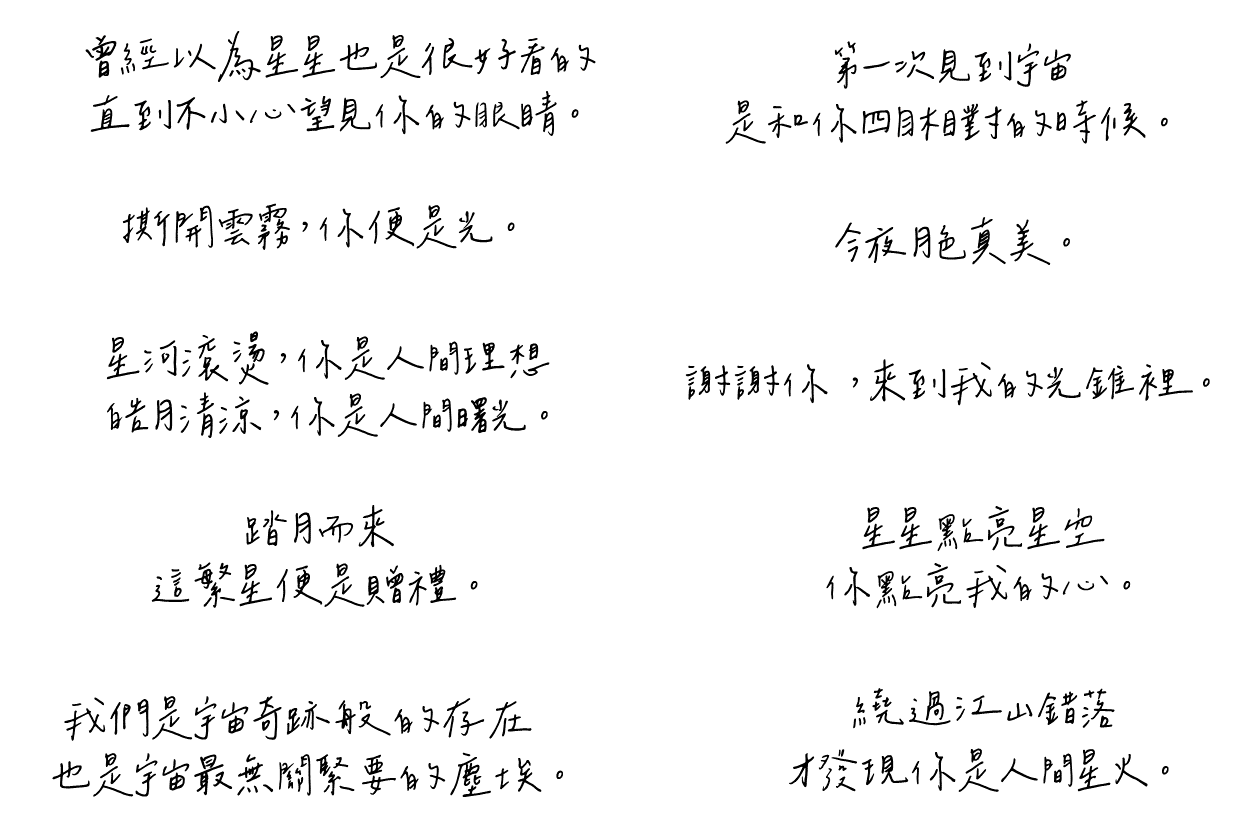 曾經以為星星也是很好看的
直到不小心望見你的眼睛。
撕開雲霧，你便是光。
星河滾燙，你是人間理想
皓月清涼，你是人間曙光。
踏月而來
這繁星便是贈禮。
我們是宇宙奇跡般的存在
也是宇宙最無關緊要的塵埃。
第一次見到宇宙
是和你四目相對的時候。
今夜月色真美。
謝謝你，來到我的光錐裡。
星星點亮星空
你點亮我的心。
繞過江山錯落
才發現你是人間星火。